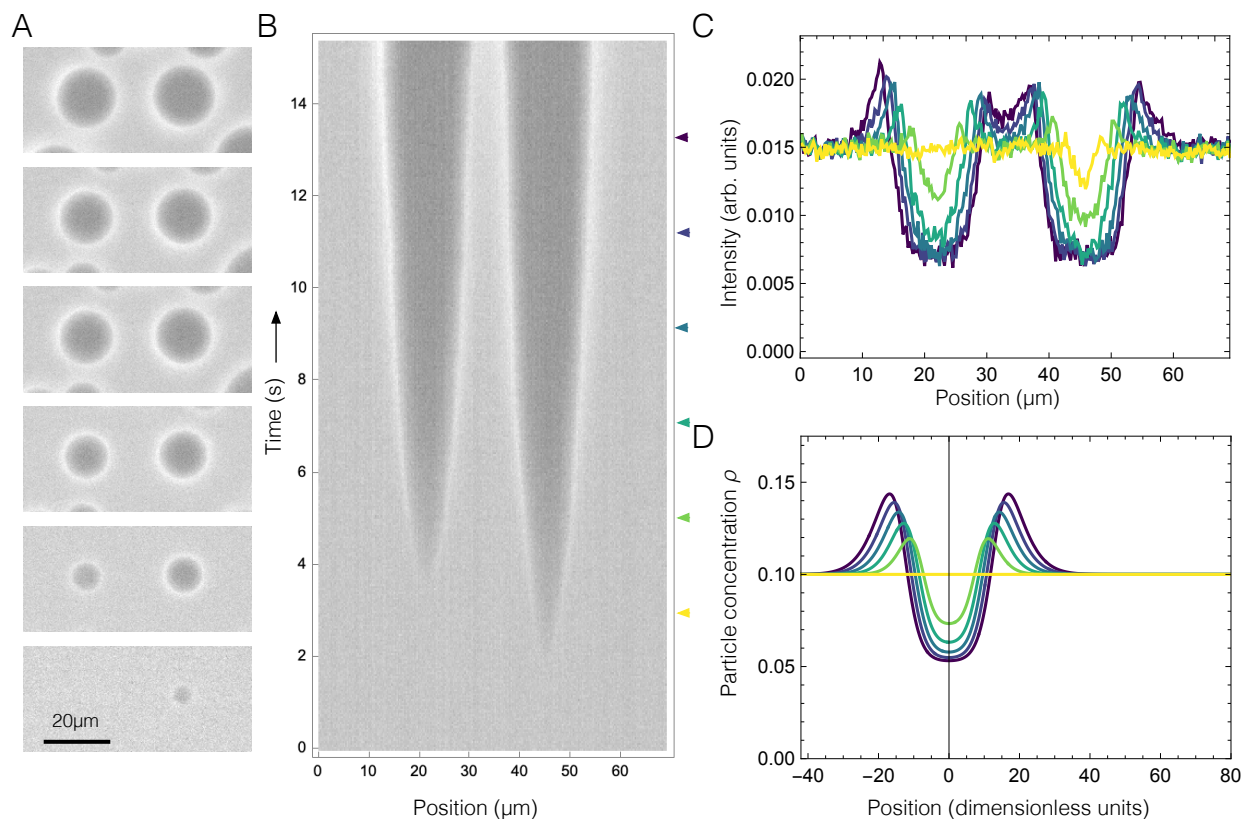 A
20µm
B
Time (s)
14
12
10
8
6
4
2
0
0 10 20 30 40 50 60
Position (µm)
C
Intensity (arb. units)
0.020
0.015
0.010
0.005
0.000
0 10 20 30 40 50 60
Position (µm)
D
Particle concentration ρ
0.15
0.10
0.05
0.00
−40 −20 0 20 40 60 80
Position (dimensionless units)